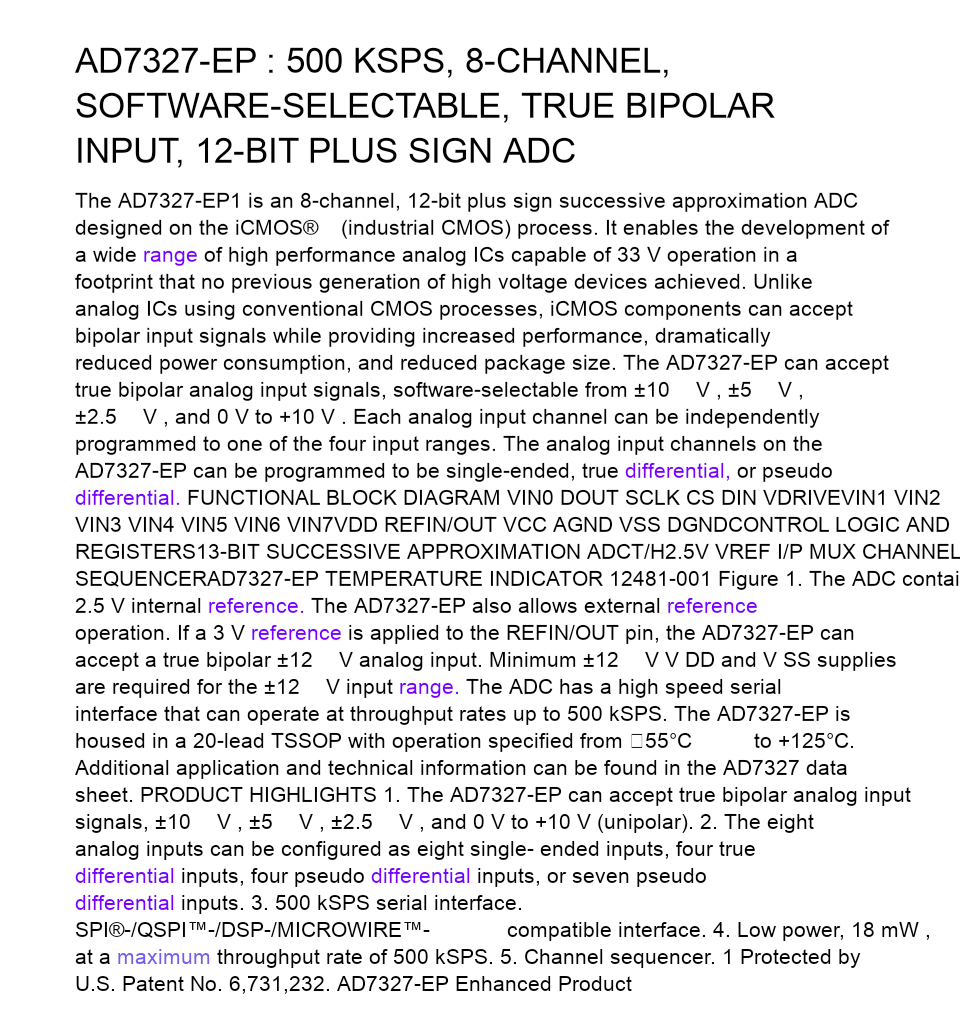 AD7327-EP : 500 KSPS, 8-CHANNEL,
SOFTWARE-SELECTABLE, TRUE BIPOLAR
INPUT, 12-BIT PLUS SIGN ADC
The AD7327-EP1 is an 8-channel, 12-bit plus sign successive approximation ADC
designed on the iCMOS® (industrial CMOS) process. It enables the development of
a wide range of high performance analog ICs capable of 33 V operation in a
footprint that no previous generation of high voltage devices achieved. Unlike
analog ICs using conventional CMOS processes, iCMOS components can accept
bipolar input signals while providing increased performance, dramatically
reduced power consumption, and reduced package size. The AD7327-EP can accept
true bipolar analog input signals, software-selectable from ±10 V , ±5 V ,
±2.5 V , and 0 V to +10 V . Each analog input channel can be independently
programmed to one of the four input ranges. The analog input channels on the
AD7327-EP can be programmed to be single-ended, true differential, or pseudo
differential. FUNCTIONAL BLOCK DIAGRAM VIN0 DOUT SCLK CS DIN VDRIVEVIN1 VIN2
VIN3 VIN4 VIN5 VIN6 VIN7VDD REFIN/OUT VCC AGND VSS DGNDCONTROL LOGIC AND
REGISTERS13-BIT SUCCESSIVE APPROXIMATION ADCT/H2.5V VREF I/P MUX CHANNEL
SEQUENCERAD7327-EP TEMPERATURE INDICATOR 12481-001 Figure 1. The ADC contai
2.5 V internal reference. The AD7327-EP also allows external reference
operation. If a 3 V reference is applied to the REFIN/OUT pin, the AD7327-EP can
accept a true bipolar ±12 V analog input. Minimum ±12 V V DD and V SS supplies
are required for the ±12 V input range. The ADC has a high speed serial
interface that can operate at throughput rates up to 500 kSPS. The AD7327-EP is
housed in a 20-lead TSSOP with operation specified from 55°C to +125°C.
Additional application and technical information can be found in the AD7327 data
sheet. PRODUCT HIGHLIGHTS 1. The AD7327-EP can accept true bipolar analog input
signals, ±10 V , ±5 V , ±2.5 V , and 0 V to +10 V (unipolar). 2. The eight
analog inputs can be configured as eight single- ended inputs, four true
differential inputs, four pseudo differential inputs, or seven pseudo
differential inputs. 3. 500 kSPS serial interface.
SPI®-/QSPI™-/DSP-/MICROWIRE™- compatible interface. 4. Low power, 18 mW ,
at a maximum throughput rate of 500 kSPS. 5. Channel sequencer. 1 Protected by
U.S. Patent No. 6,731,232. AD7327-EP Enhanced Product